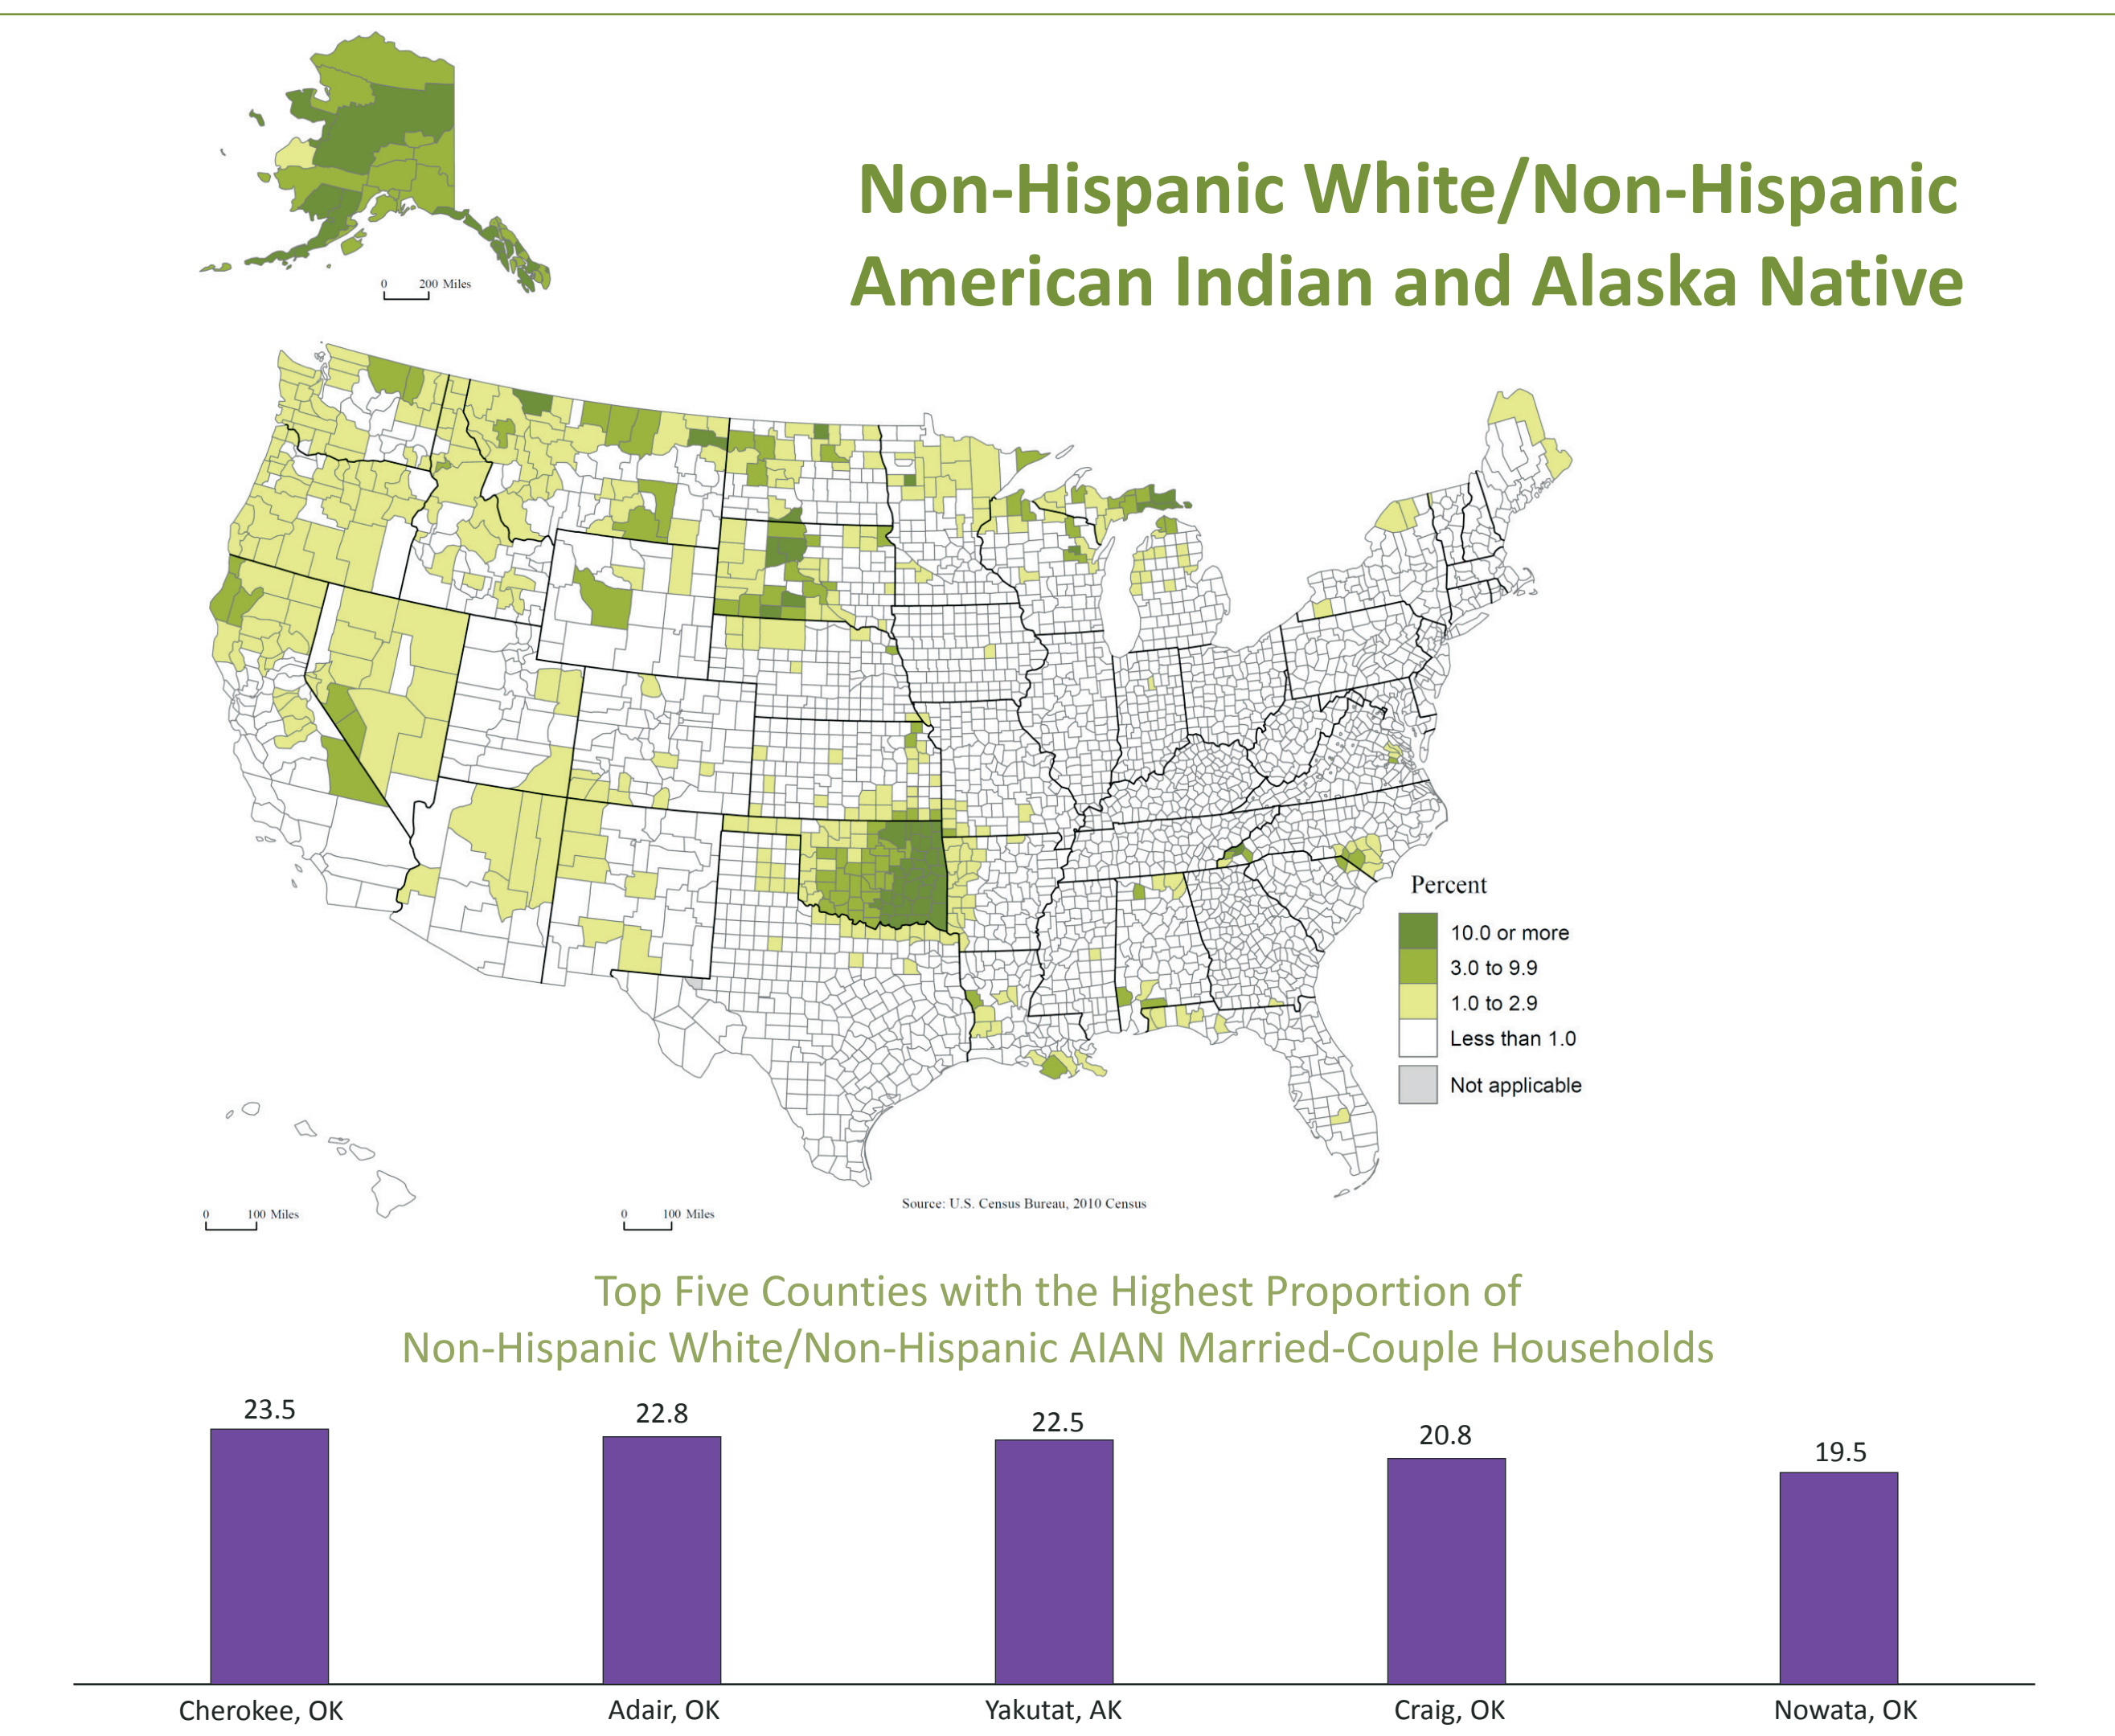 Non-Hispanic White/Non-Hispanic
American Indian and Alaska Native
0 200 Miles
Percent
10.0 or more
3.0 to 9.9
1.0 to 2.9
Less than 1.0
Not applicable
0 100 Miles
0 100 Miles
Source: U.S. Census Bureau, 2010 Census
Top Five Counties with the Highest Proportion of
Non-Hispanic White/Non-Hispanic AIAN Married-Couple Households
23.5
22.8
22.5
20.8
19.5
Cherokee, OK
Adair, OK
Yakutat, AK
Craig, OK
Nowata, OK